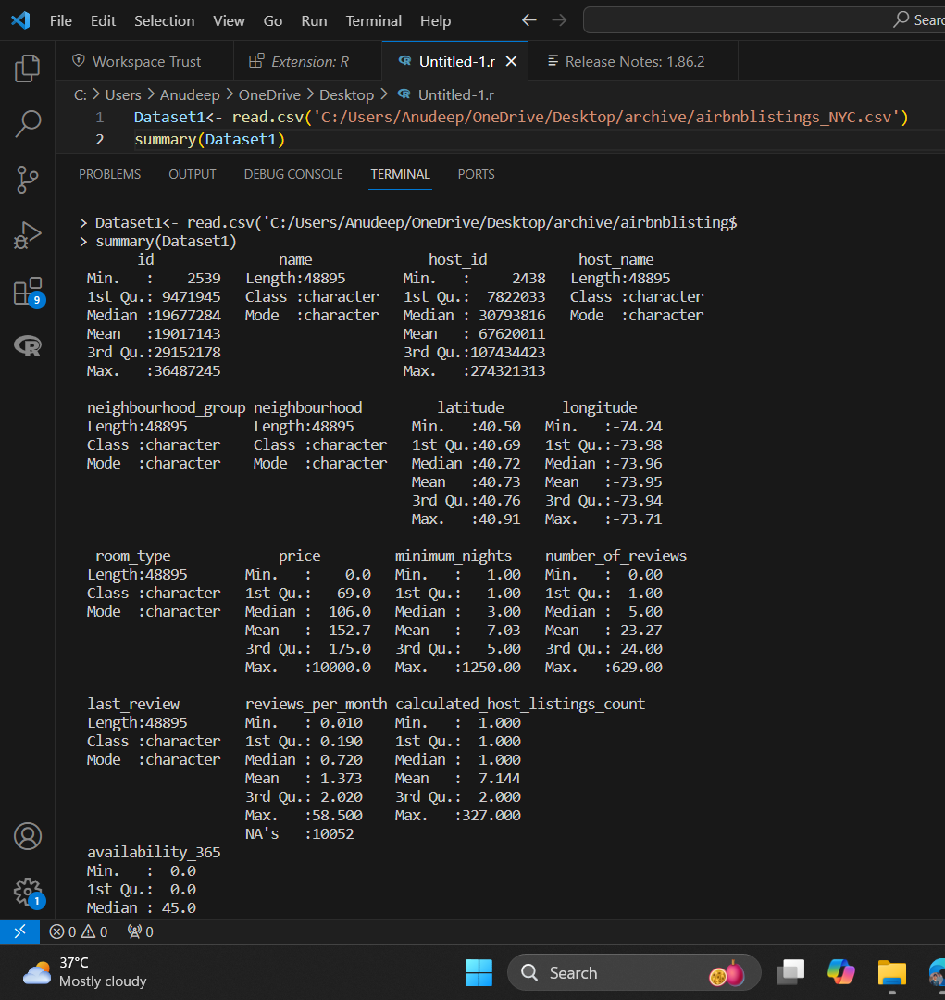 File Edit Selection View Go Run Terminal Help
Workspace Trust Extension: R Untitled-1.r Release Notes: 1.86.2
C: > Users > Anudeep > OneDrive > Desktop > Untitled-1.r
1 Dataset1<- read.csv('C:/Users/Anudeep/OneDrive/Desktop/archive/airbnblistings_NYC.csv')
2 summary(Dataset1)
PROBLEMS OUTPUT DEBUG CONSOLE TERMINAL PORTS
> Dataset1<- read.csv('C:/Users/Anudeep/OneDrive/Desktop/archive/airbnblisting$
> summary(Dataset1)
id name host_id host_name
Min. : 2539 Length:48895 Min. : 2438 Length:48895
1st Qu.: 9471945 Class :character 1st Qu.: 7822033 Class :character
Median :19677284 Mode :character Median : 30793816 Mode :character
Mean :19017143 Mean : 67620011
3rd Qu.:29152178 3rd Qu.:107434423
Max. :36487245 Max. :274321313
neighbourhood_group neighbourhood latitude longitude
Length:48895 Length:48895 Min. :40.50 Min. :-74.24
Class :character Class :character 1st Qu.:40.69 1st Qu.:-73.98
Mode :character Mode :character Median :40.72 Median :-73.96
Mean :40.73 Mean :-73.95
3rd Qu.:40.76 3rd Qu.:-73.94
Max. :40.91 Max. :-73.71
room_type price minimum_nights number_of_reviews
Length:48895 Min. : 0.0 Min. : 1.00 Min. : 0.00
Class :character 1st Qu.: 69.0 1st Qu.: 1.00 1st Qu.: 1.00
Mode :character Median : 106.0 Median : 3.00 Median : 5.00
Mean : 152.7 Mean : 7.03 Mean : 23.27
3rd Qu.: 175.0 3rd Qu.: 5.00 3rd Qu.: 24.00
Max. :10000.0 Max. :1250.00 Max. :629.00
last_review reviews_per_month calculated_host_listings_count
Length:48895 Min. : 0.010 Min. : 1.000
Class :character 1st Qu.: 0.190 1st Qu.: 1.000
Mode :character Median : 0.720 Median : 1.000
Mean : 1.373 Mean : 7.144
3rd Qu.: 2.020 3rd Qu.: 2.000
Max. :58.500 Max. :327.000
NA's :10052
availability_365
Min. : 0.0
1st Qu.: 0.0
Median : 45.0
9
1
0 0 0
37°C
Mostly cloudy
Search